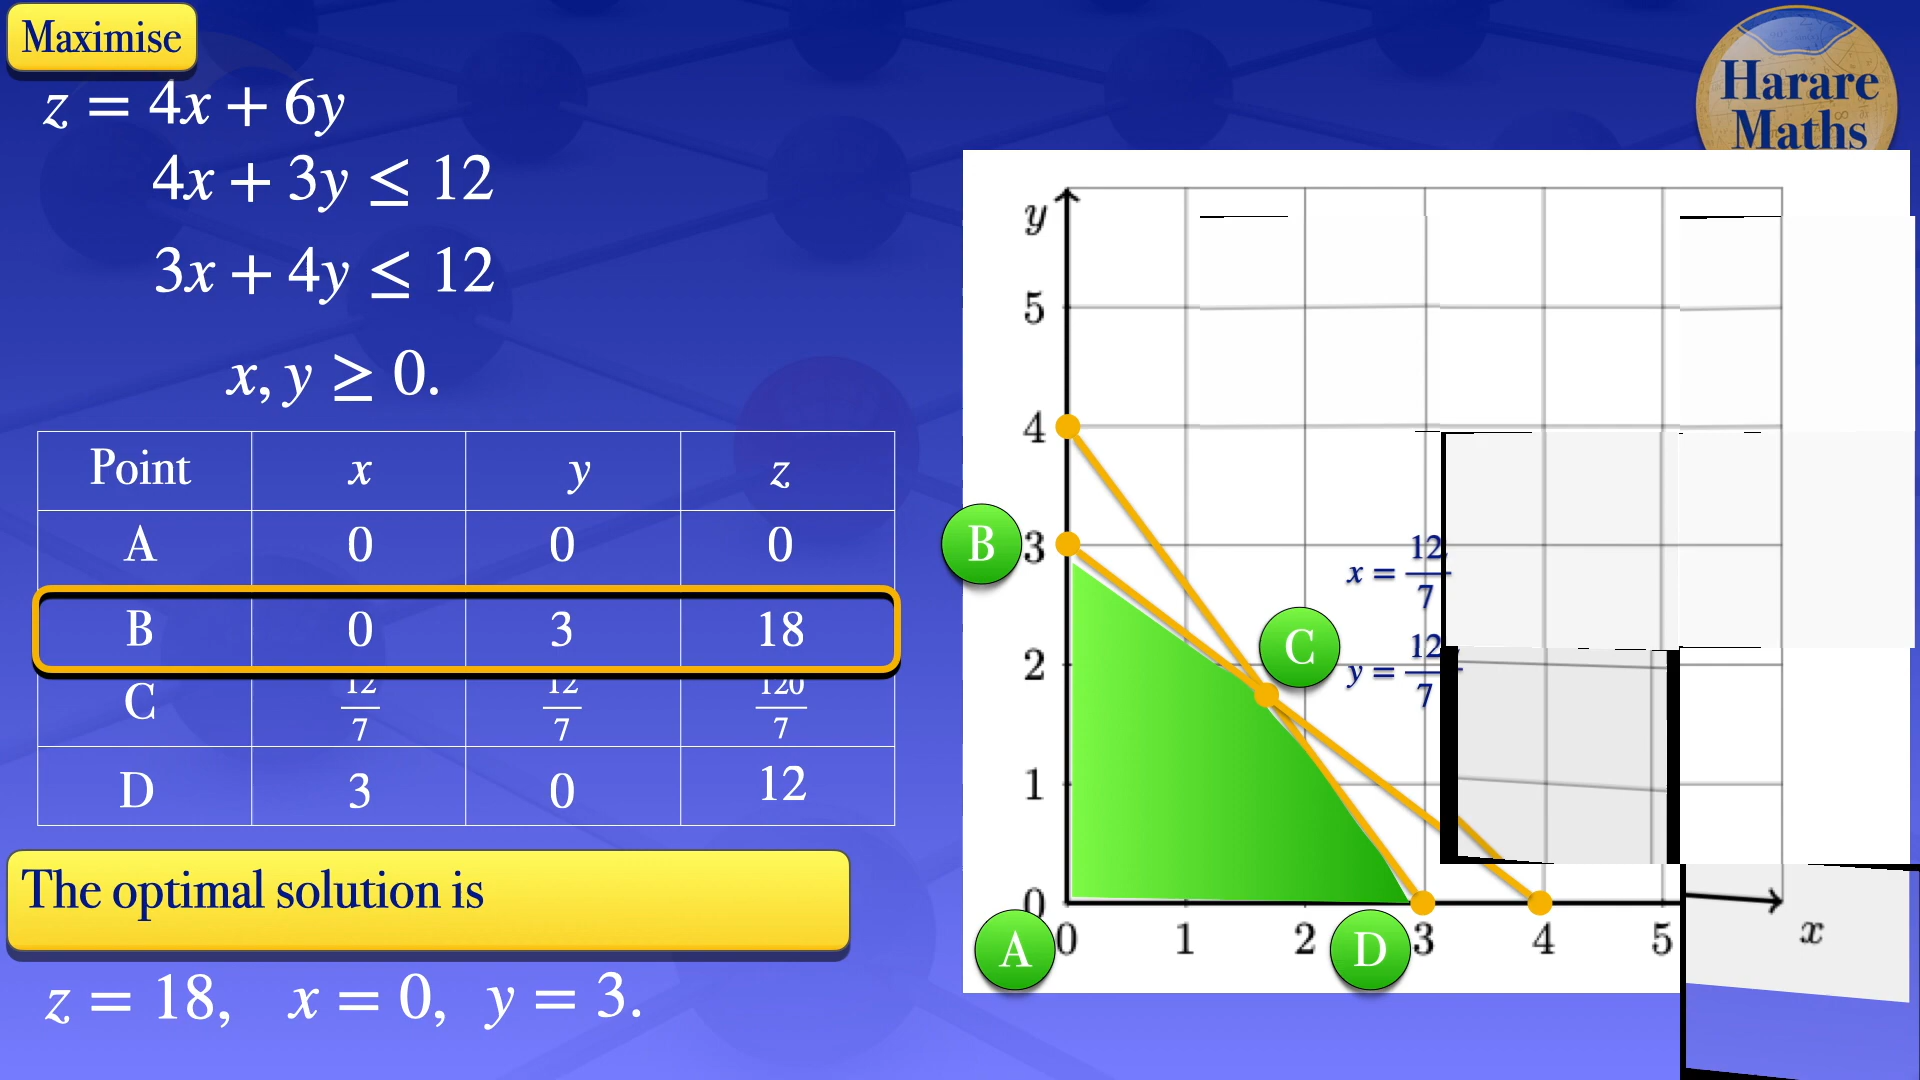 Maximise
z = 4x + 6y
4x + 3y ≤ 12
3x + 4y ≤ 12
x, y ≥ 0.
Point x y z
A 0 0 0
B 0 3 18
C 12/7 12/7 120/7
D 3 0 12
The optimal solution is
z = 18, x = 0, y = 3.
Harare
Maths
y
5
4
3
2
1
0
0 1 2 3 4 5
x
B
C
A
D
x = 12/7
y = 12/7